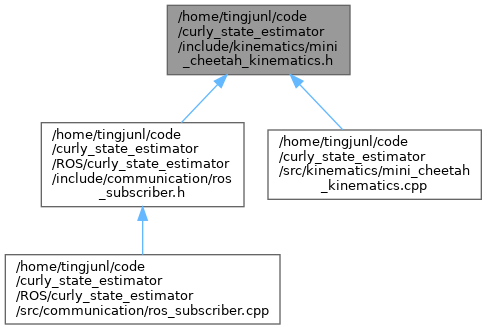 /home/tingjunl/code
/curly_state_estimator
/include/kinematics/mini
_cheetah_kinematics.h
/home/tingjunl/code
/curly_state_estimator
/ROS/curly_state_estimator
/include/communication/ros
_subscriber.h
/home/tingjunl/code
/curly_state_estimator
/src/kinematics/mini_cheetah
_kinematics.cpp
/home/tingjunl/code
/curly_state_estimator
/ROS/curly_state_estimator
/src/communication/ros_subscriber.cpp